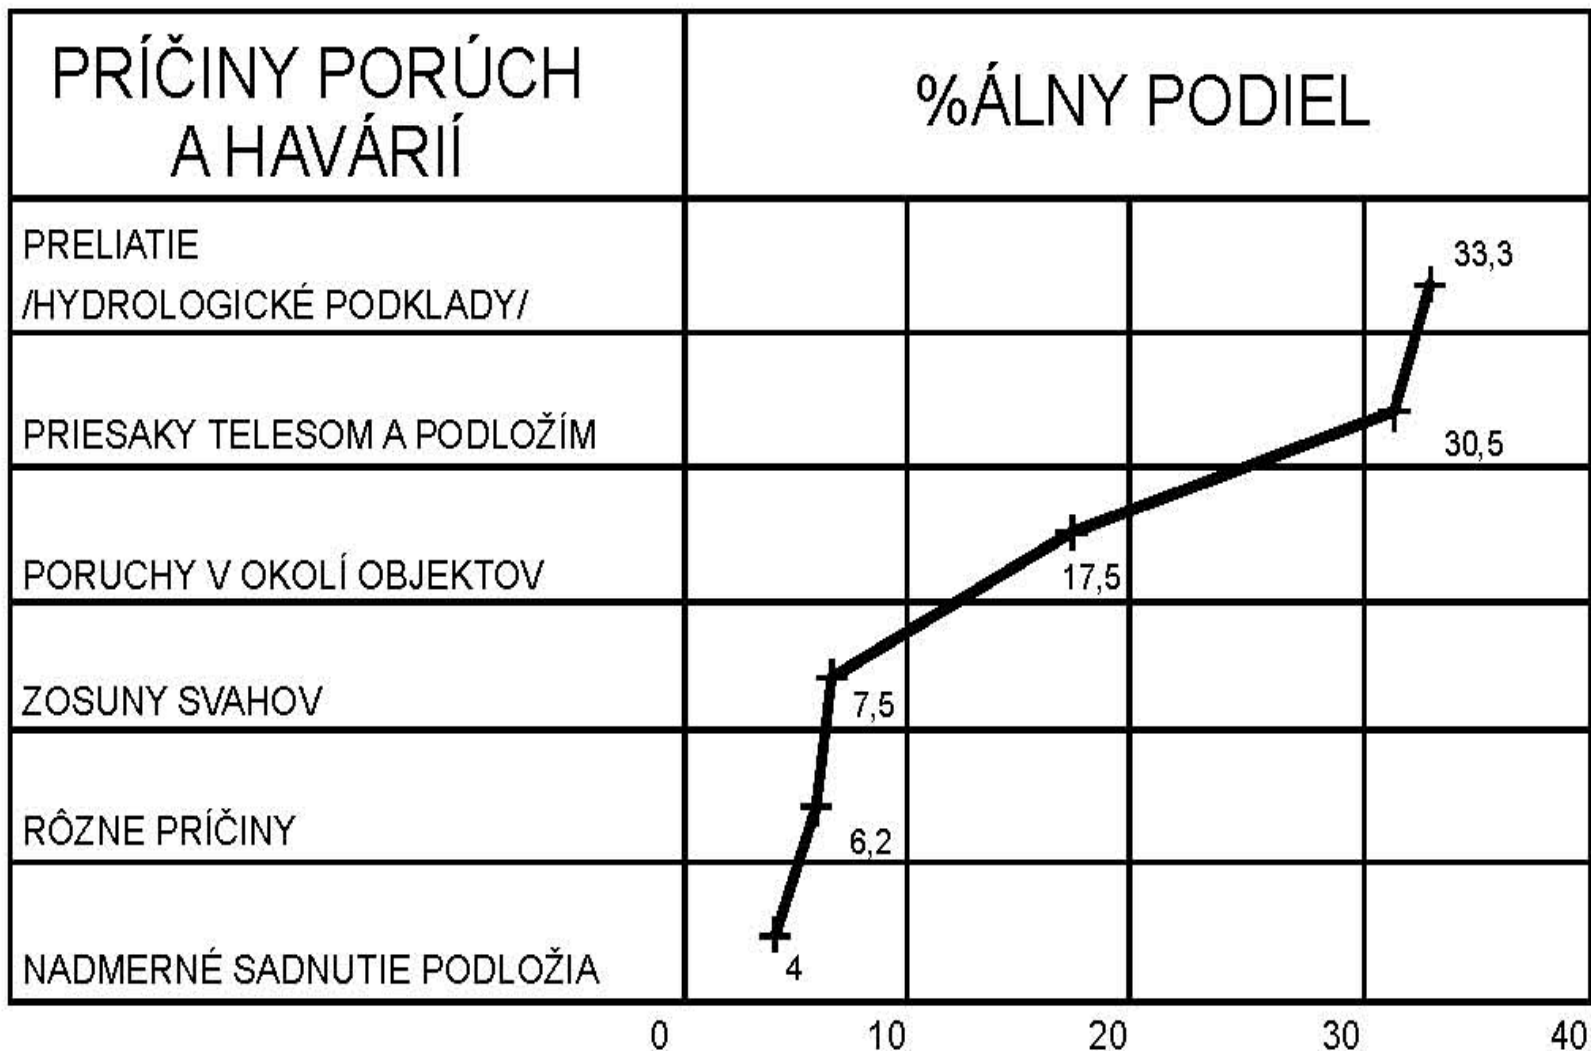 PRÍČINY PORÚCH
A HAVÁRIÍ
%ÁLNY PODIEL
PRELIATIE
/HYDROLOGICKÉ PODKLADY/
33,3
PRIESAKY TELESOM A PODLOŽÍM
30,5
PORUCHY V OKOLÍ OBJEKTOV
17,5
ZOSUNY SVAHOV
7,5
RÔZNE PRÍČINY
6,2
NADMERNÉ SADNUTIE PODLOŽIA
4
0 10 20 30 40